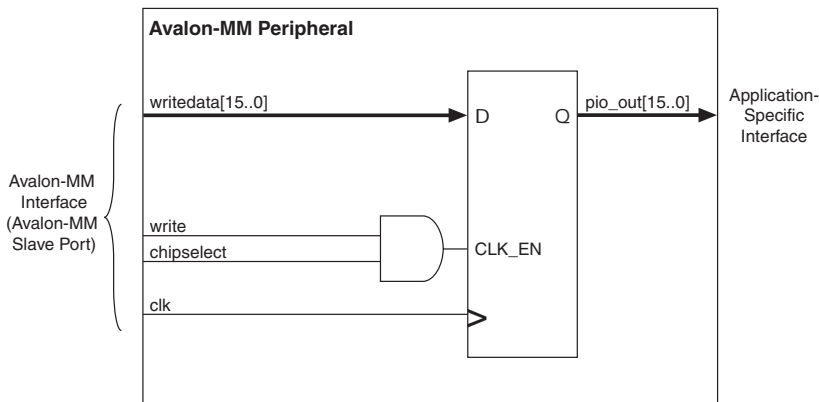 Avalon-MM Peripheral
writedata[15..0]
D
Q
pio_out[15..0]
Application-
Specific
Interface
Avalon-MM
Interface
(Avalon-MM
Slave Port)
write
chipselect
CLK_EN
clk